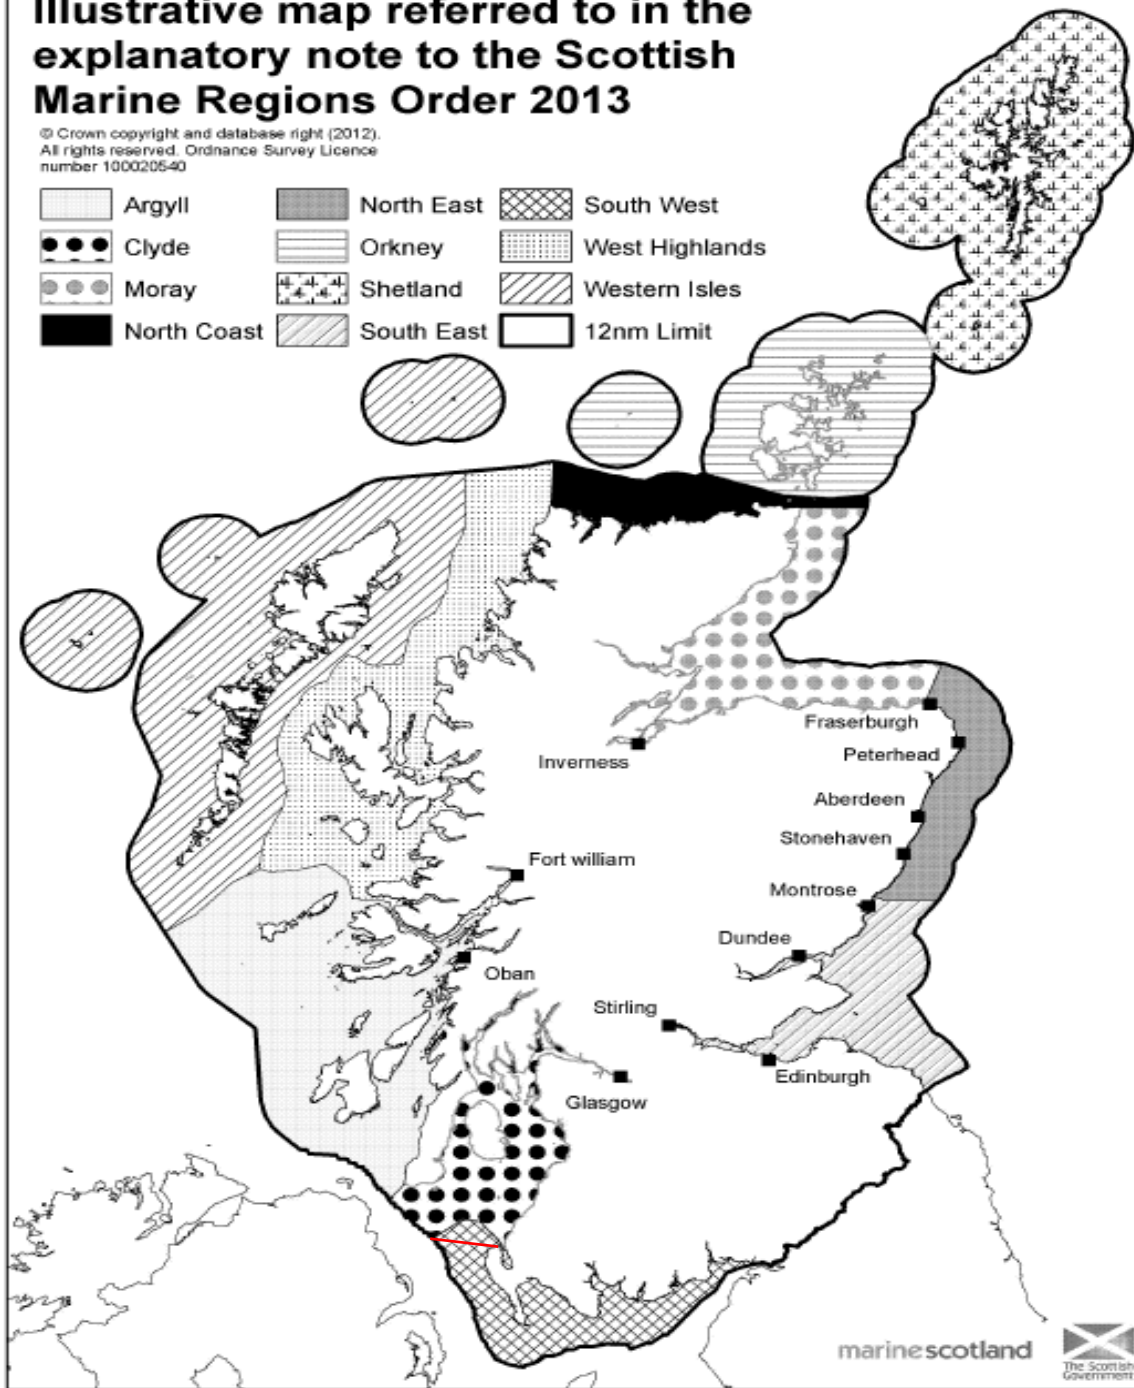 Illustrative map referred to in the
explanatory note to the Scottish
Marine Regions Order 2013
© Crown copyright and database right (2012).
All rights reserved. Ordnance Survey Licence
number 100020540
Argyll
North East
South West
Clyde
Orkney
West Highlands
Moray
Shetland
Western Isles
North Coast
South East
12nm Limit
Fraserburgh
Inverness
Peterhead
Aberdeen
Stonehaven
Fort william
Montrose
Dundee
Oban
Stirling
Edinburgh
Glasgow
marinescotland
The Scottish
Government